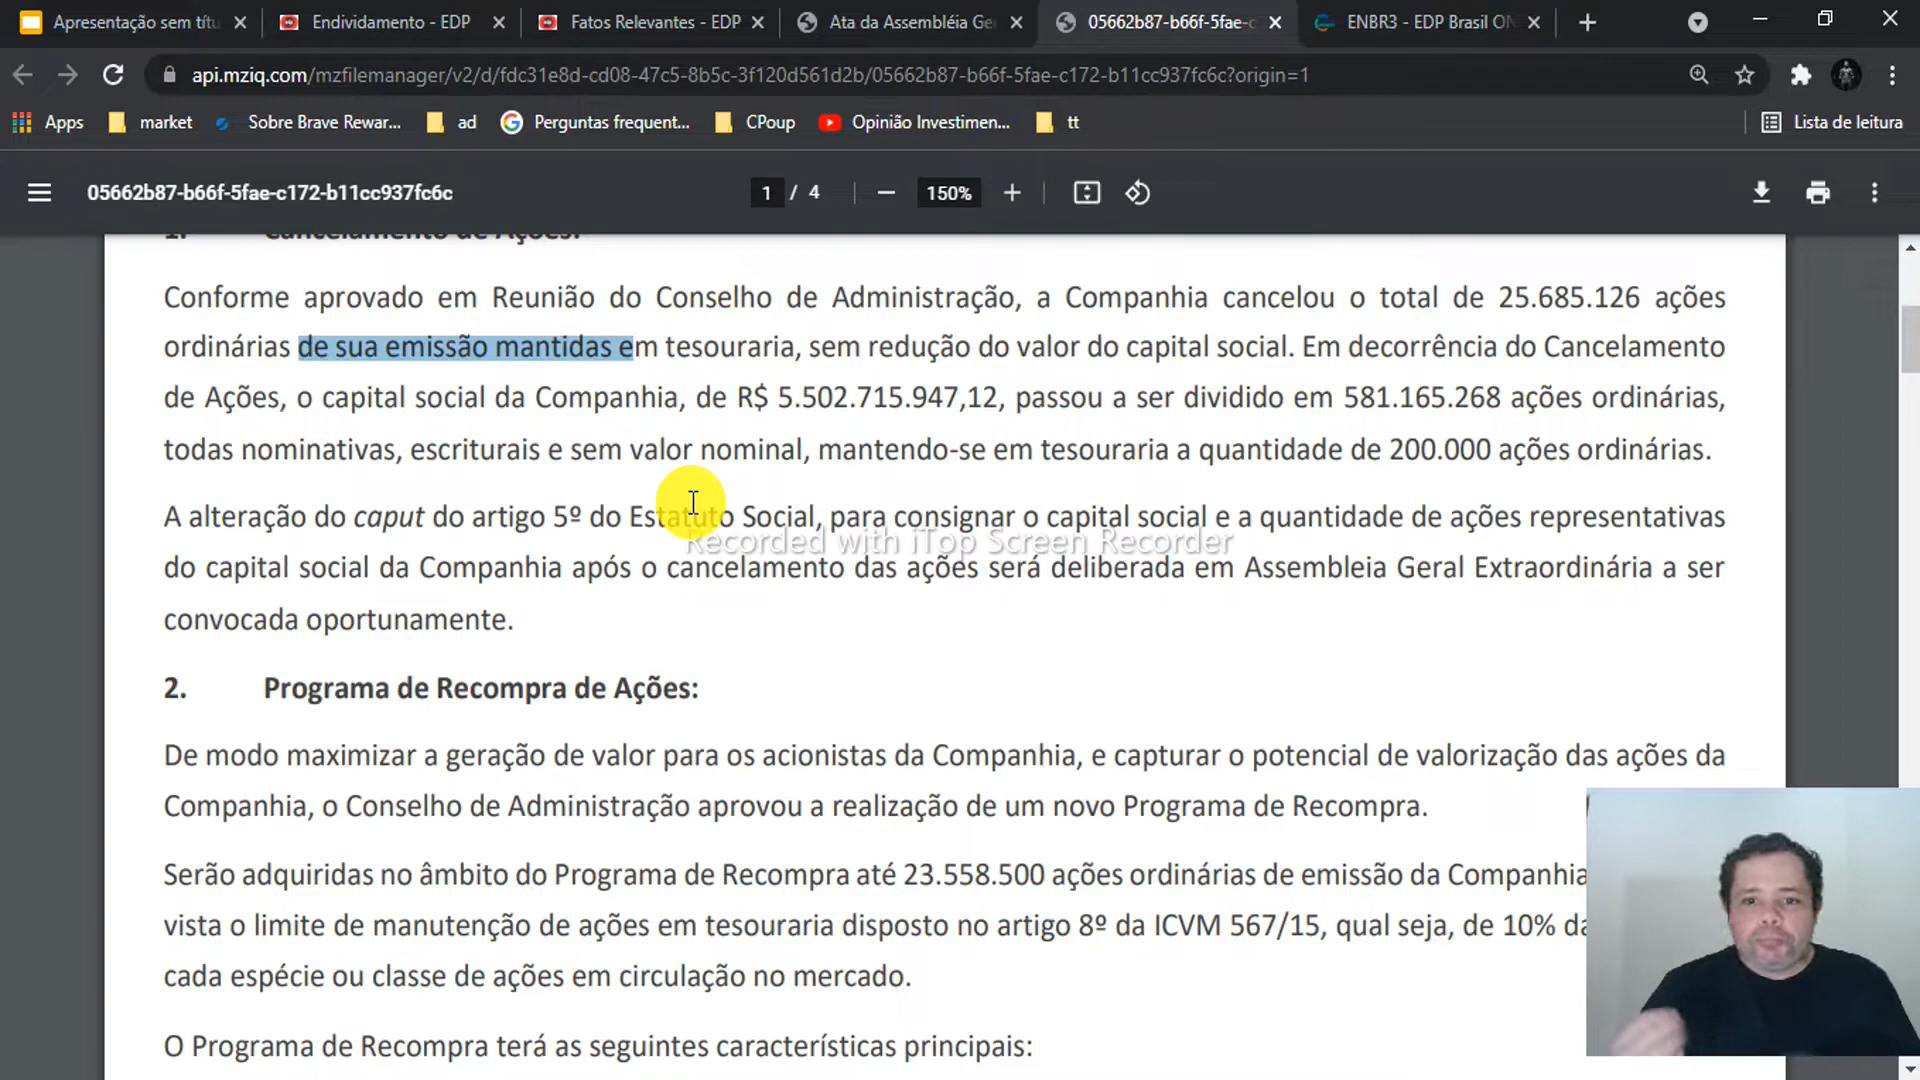 Apresentação sem títu
Endividamento - EDP
Fatos Relevantes - EDP
Ata da Assembléia Ge
05662b87-b66f-5fae-c
ENBR3 - EDP Brasil ON
api.mziq.com/mzfilemanager/v2/d/fdc31e8d-cd08-47c5-8b5c-3f120d561d2b/05662b87-b66f-5fae-c172-b11cc937fc6c?origin=1
Apps market Sobre Brave Rewar... ad Perguntas frequent... CPoup Opinião Investimen... tt Lista de leitura
05662b87-b66f-5fae-c172-b11cc937fc6c 1 / 4 150%
1. Cancelamento de Ações:
Conforme aprovado em Reunião do Conselho de Administração, a Companhia cancelou o total de 25.685.126 ações
ordinárias de sua emissão mantidas em tesouraria, sem redução do valor do capital social. Em decorrência do Cancelamento
de Ações, o capital social da Companhia, de R$ 5.502.715.947,12, passou a ser dividido em 581.165.268 ações ordinárias,
todas nominativas, escriturais e sem valor nominal, mantendo-se em tesouraria a quantidade de 200.000 ações ordinárias.
A alteração do caput do artigo 5º do Estatuto Social, para consignar o capital social e a quantidade de ações representativas
Recorded with iTop Screen Recorder
do capital social da Companhia após o cancelamento das ações será deliberada em Assembleia Geral Extraordinária a ser
convocada oportunamente.
2. Programa de Recompra de Ações:
De modo maximizar a geração de valor para os acionistas da Companhia, e capturar o potencial de valorização das ações da
Companhia, o Conselho de Administração aprovou a realização de um novo Programa de Recompra.
Serão adquiridas no âmbito do Programa de Recompra até 23.558.500 ações ordinárias de emissão da Companhia
vista o limite de manutenção de ações em tesouraria disposto no artigo 8º da ICVM 567/15, qual seja, de 10% da
cada espécie ou classe de ações em circulação no mercado.
O Programa de Recompra terá as seguintes características principais: